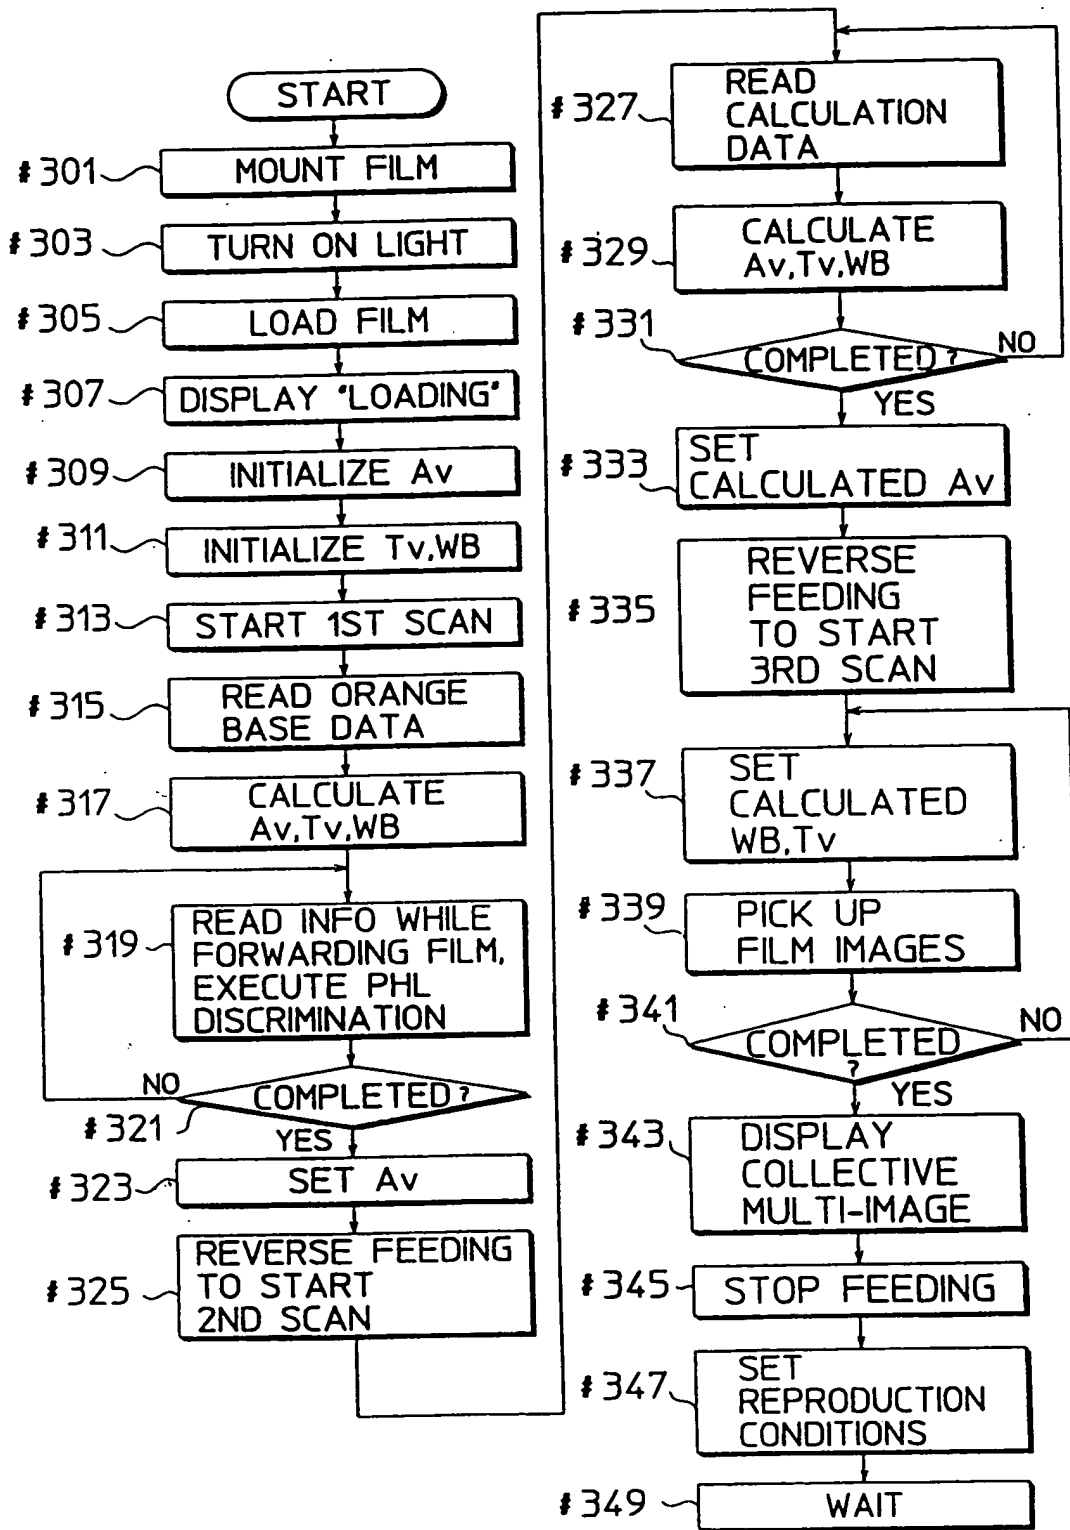 START
#301
MOUNT FILM
#303
TURN ON LIGHT
#305
LOAD FILM
#307
DISPLAY "LOADING"
#309
INITIALIZE Av
#311
INITIALIZE Tv,WB
#313
START 1ST SCAN
#315
READ ORANGE
BASE DATA
#317
CALCULATE
Av,Tv,WB
#319
READ INFO WHILE
FORWARDING FILM,
EXECUTE PHL
DISCRIMINATION
#321
COMPLETED?
NO
YES
#323
SET Av
#325
REVERSE FEEDING
TO START
2ND SCAN
#327
READ
CALCULATION
DATA
#329
CALCULATE
Av,Tv,WB
#331
COMPLETED?
NO
YES
#333
SET
CALCULATED Av
#335
REVERSE
FEEDING
TO START
3RD SCAN
#337
SET
CALCULATED
WB,Tv
#339
PICK UP
FILM IMAGES
#341
COMPLETED
?
NO
YES
#343
DISPLAY
COLLECTIVE
MULTI-IMAGE
#345
STOP FEEDING
#347
SET
REPRODUCTION
CONDITIONS
#349
WAIT